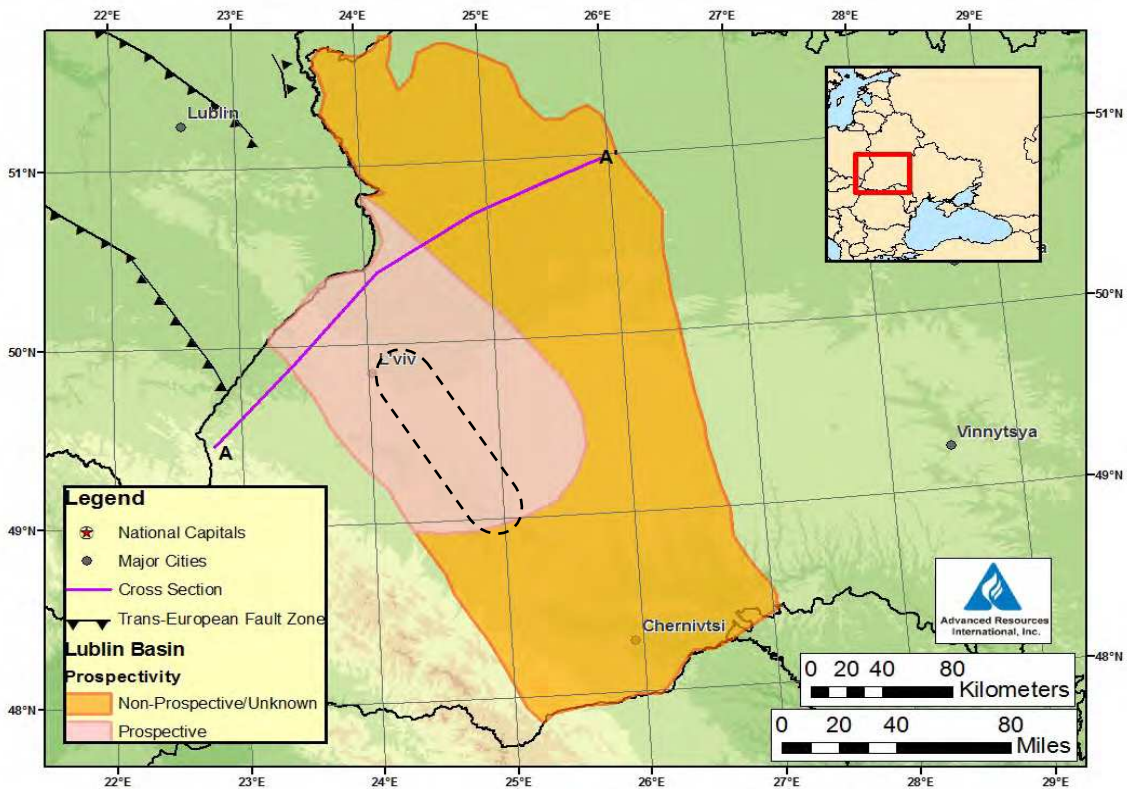 22°E 23°E 24°E 25°E 26°E 27°E 28°E 29°E
51°N
51°N
50°N
50°N
49°N
49°N
48°N
48°N
Lublin
A'
a
L'viv
Vinnytsya
A
Chernivtsi
Legend
National Capitals
Major Cities
Cross Section
Trans-European Fault Zone
Lublin Basin
Prospectivity
Non-Prospective/Unknown
Prospective
Advanced Resources
International, Inc.
0 20 40 80
Kilometers
0 20 40 80
Miles
22°E 23°E 24°E 25°E 26°E 27°E 28°E 29°E